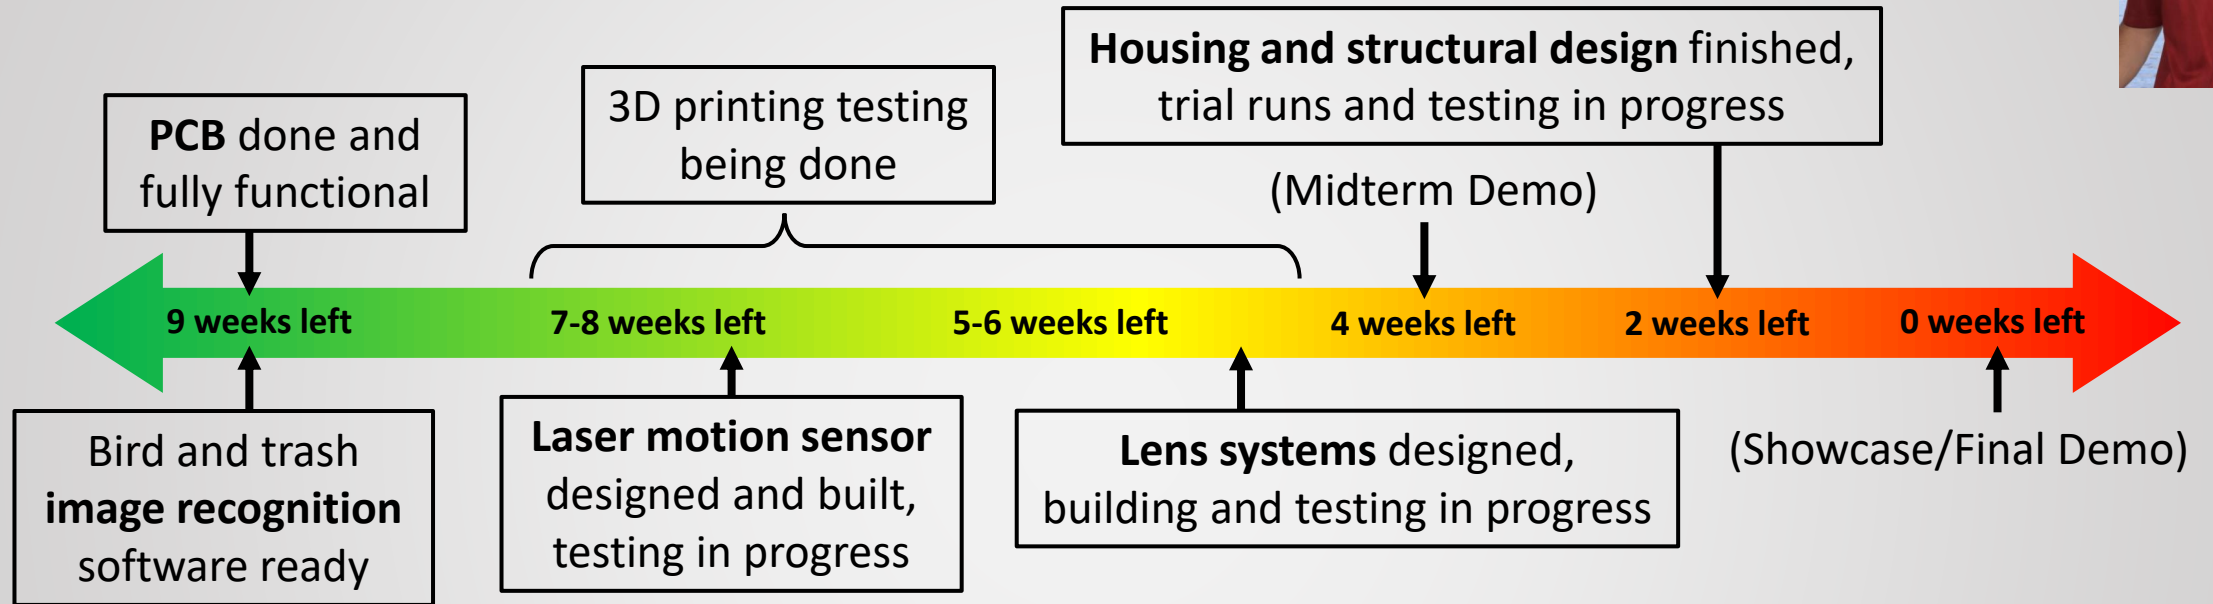 Housing and structural design finished,
trial runs and testing in progress
3D printing testing
being done
PCB done and
fully functional
(Midterm Demo)
9 weeks left
7-8 weeks left
5-6 weeks left
4 weeks left
2 weeks left
0 weeks left
Bird and trash
image recognition
software ready
Laser motion sensor
designed and built,
testing in progress
Lens systems designed,
building and testing in progress
(Showcase/Final Demo)